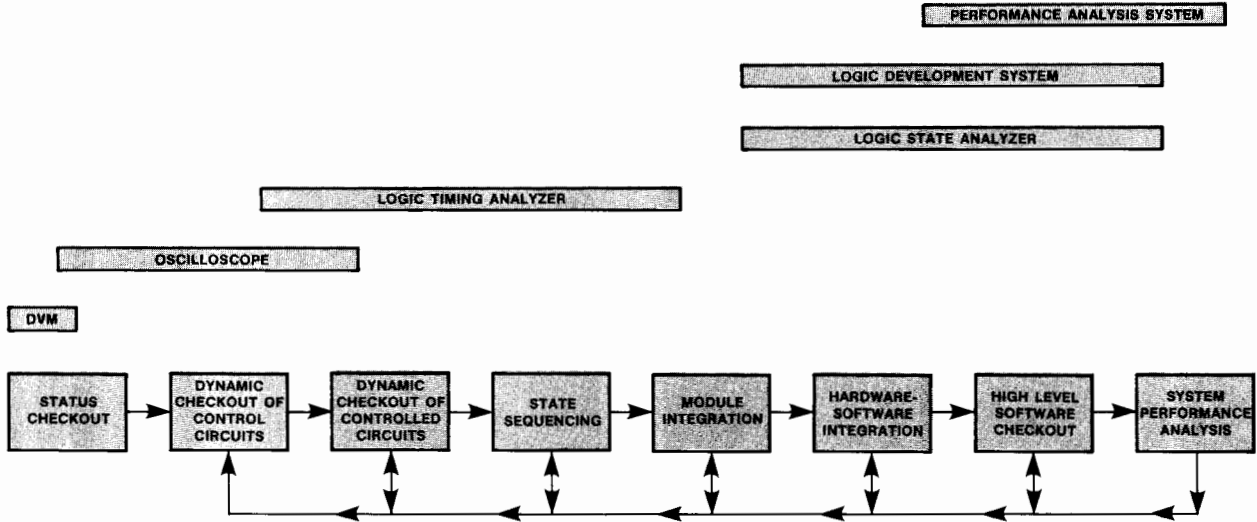 PERFORMANCE ANALYSIS SYSTEM
LOGIC DEVELOPMENT SYSTEM
LOGIC STATE ANALYZER
LOGIC TIMING ANALYZER
OSCILLOSCOPE
DVM
STATUS
CHECKOUT
DYNAMIC
CHECKOUT OF
CONTROL
CIRCUITS
DYNAMIC
CHECKOUT OF
CONTROLLED
CIRCUITS
STATE
SEQUENCING
MODULE
INTEGRATION
HARDWARE-
SOFTWARE
INTEGRATION
HIGH LEVEL
SOFTWARE
CHECKOUT
SYSTEM
PERFORMANCE
ANALYSIS